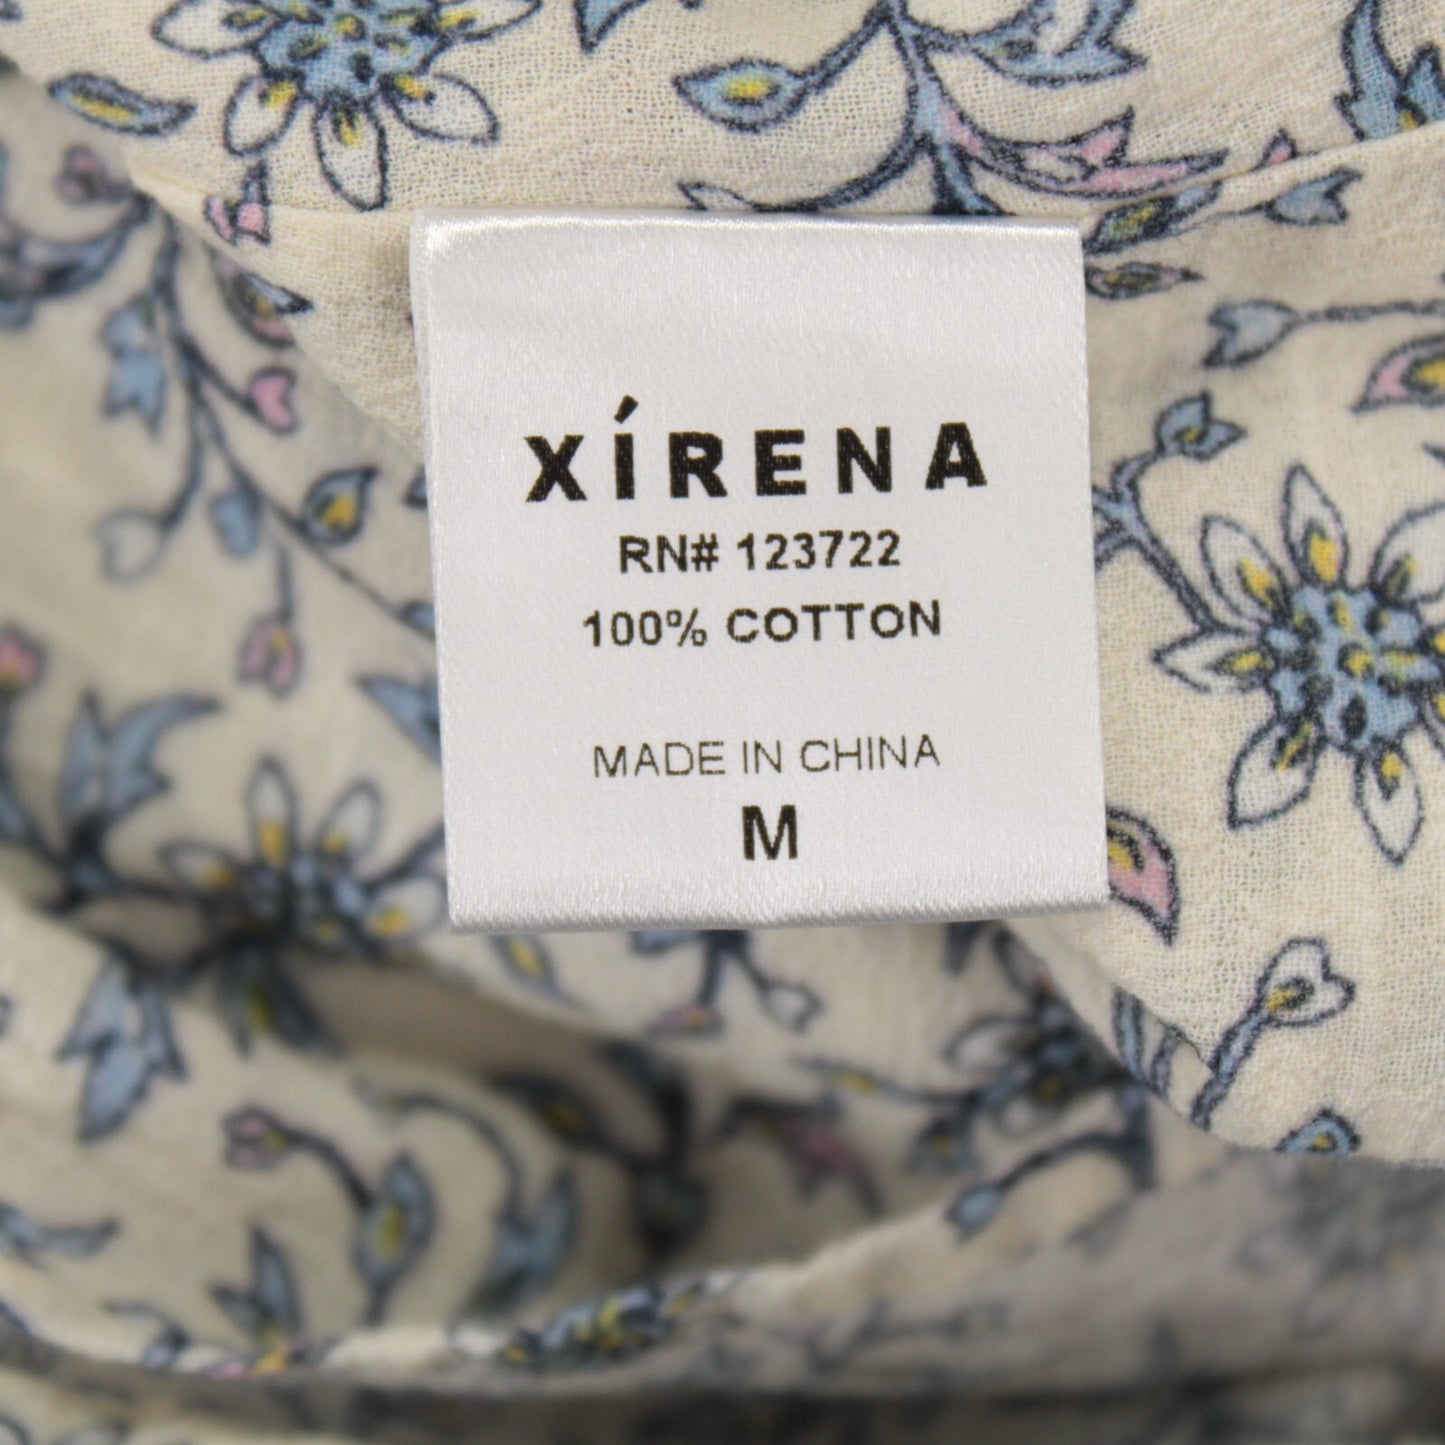 XÍRENA
RN# 123722
100% COTTON
MADE IN CHINA
M